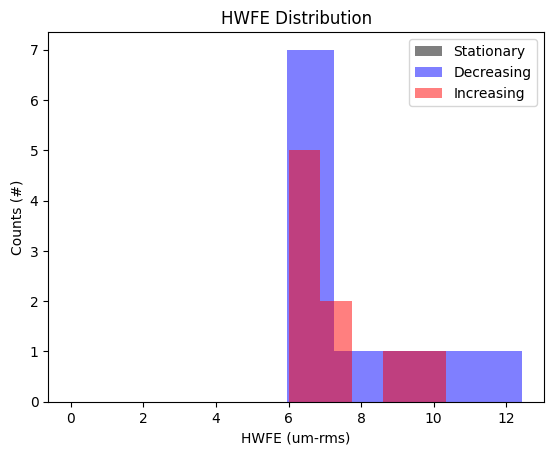 HWFE Distribution
Stationary
Decreasing
Increasing
Counts (#)
7
6
5
4
3
2
1
0
0 2 4 6 8 10 12
HWFE (um-rms)